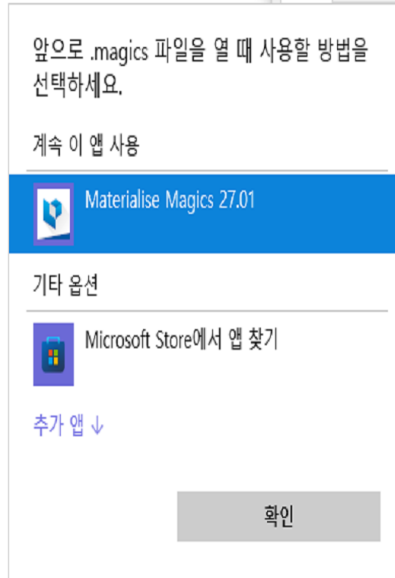 앞으로 .magics 파일을 열 때 사용할 방법을
선택하세요.
계속 이 앱 사용
Materialise Magics 27.01
기타 옵션
Microsoft Store에서 앱 찾기
추가 앱 ↓
확인